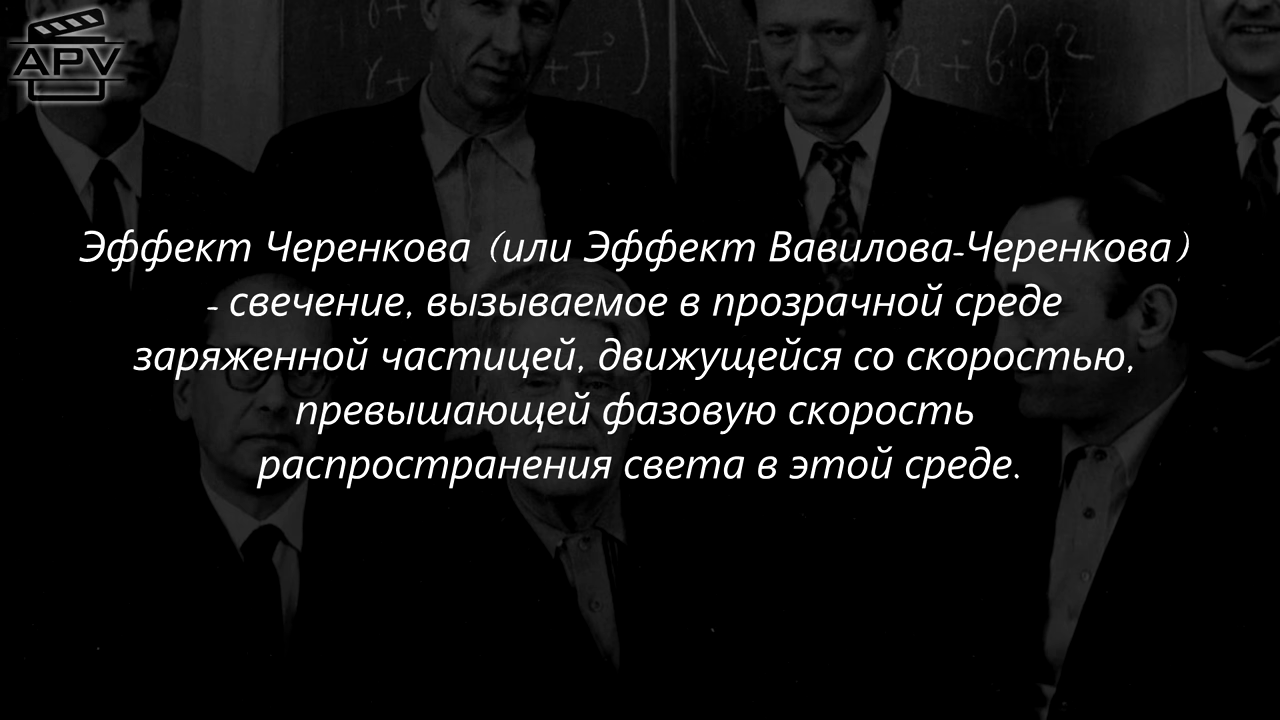 APV
Эффект Черенкова (или Эффект Вавилова-Черенкова)
- свечение, вызываемое в прозрачной среде
заряженной частицей, движущейся со скоростью,
превышающей фазовую скорость
распространения света в этой среде.